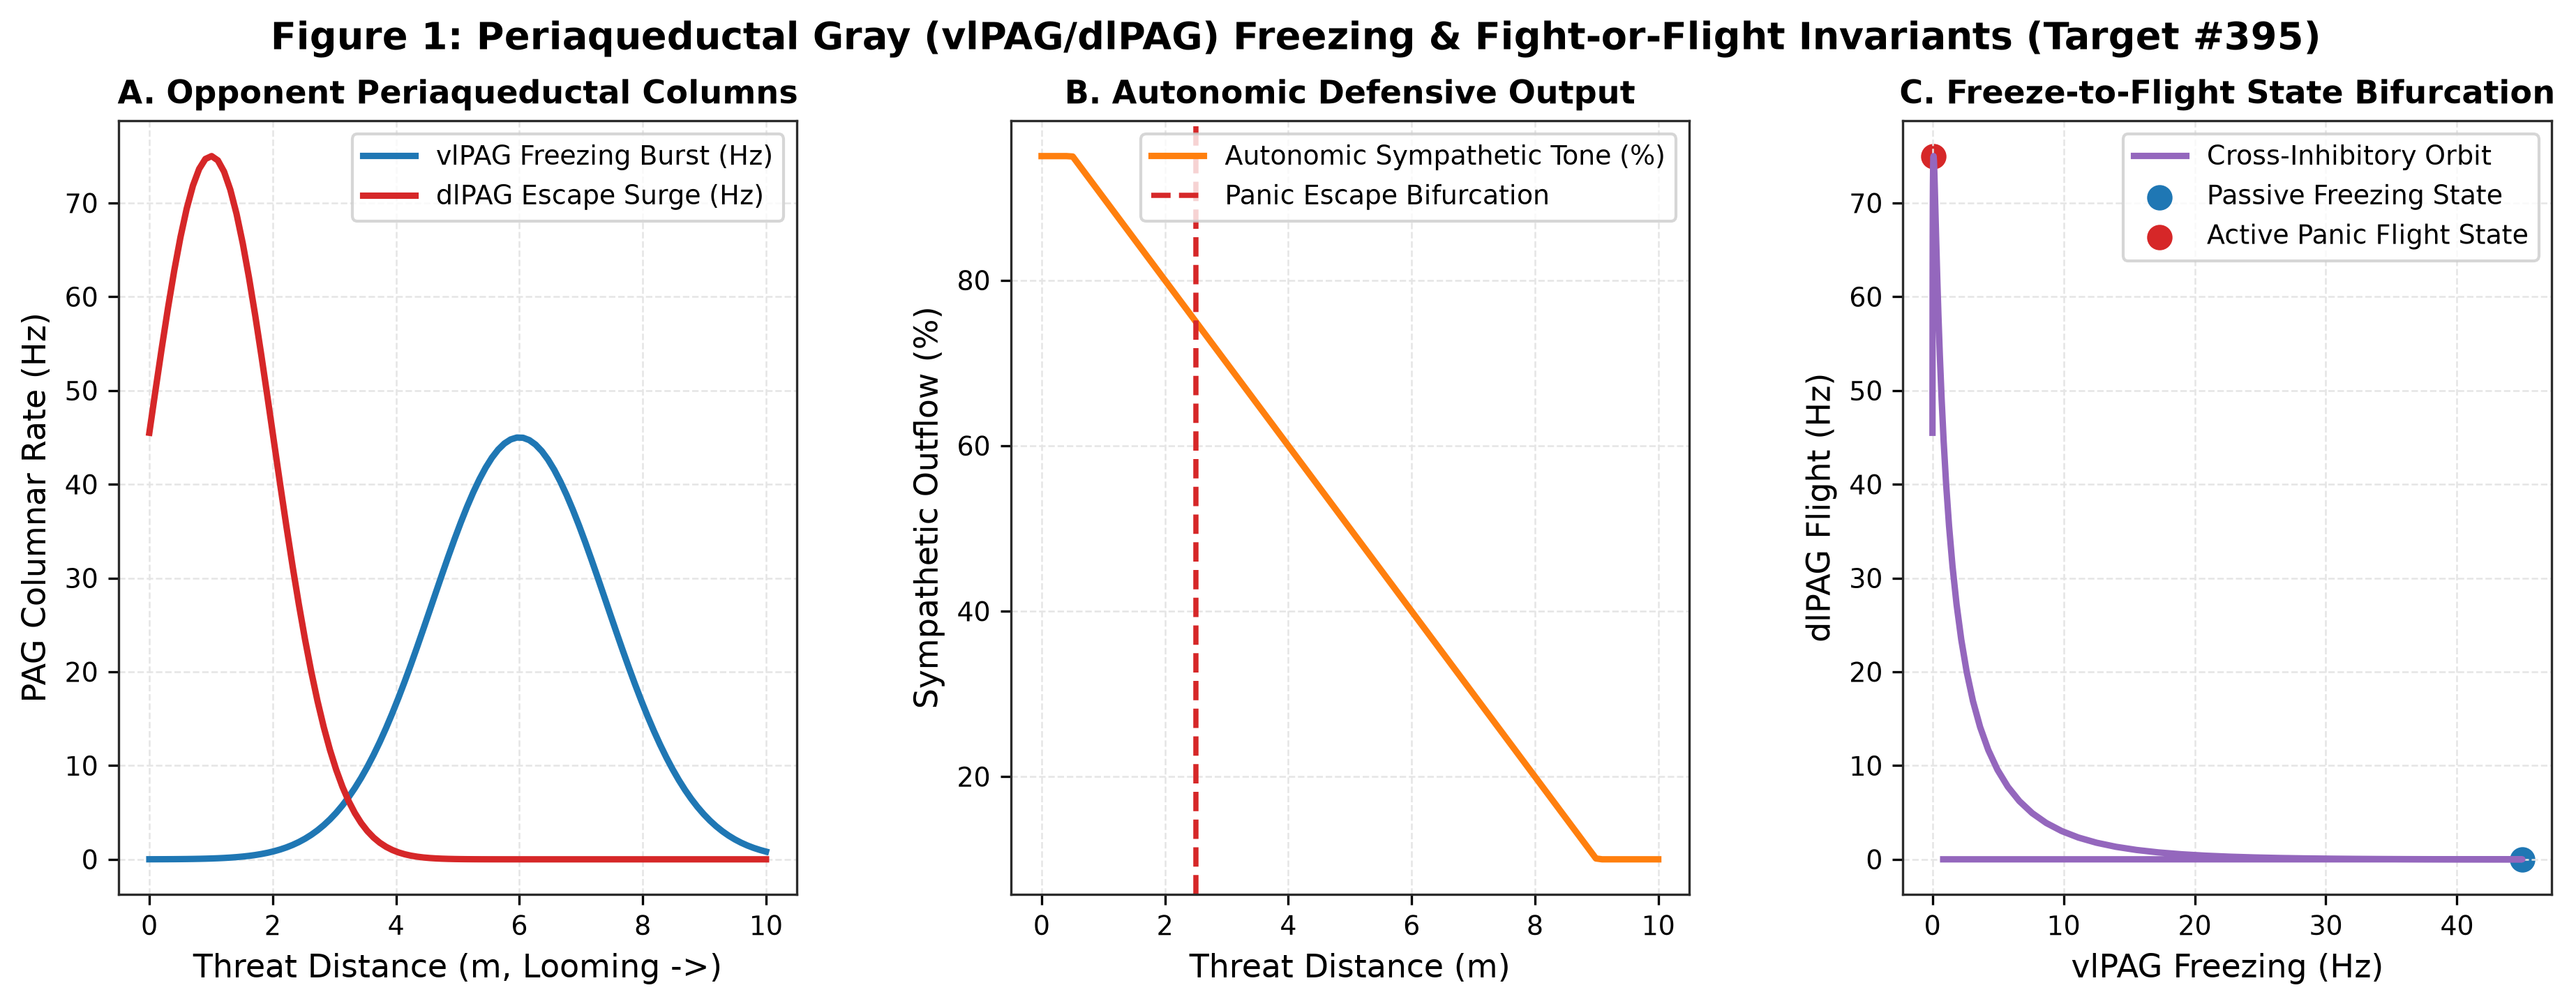 Figure 1: Periaqueductal Gray (vlPAG/dlPAG) Freezing & Fight-or-Flight Invariants (Target #395)
A. Opponent Periaqueductal Columns
vlPAG Freezing Burst (Hz)
dlPAG Escape Surge (Hz)
PAG Columnar Rate (Hz)
70
60
50
40
30
20
10
0
0 2 4 6 8 10
Threat Distance (m, Looming ->)
B. Autonomic Defensive Output
Autonomic Sympathetic Tone (%)
Panic Escape Bifurcation
Sympathetic Outflow (%)
80
60
40
20
0 2 4 6 8 10
Threat Distance (m)
C. Freeze-to-Flight State Bifurcation
Cross-Inhibitory Orbit
Passive Freezing State
Active Panic Flight State
dlPAG Flight (Hz)
70
60
50
40
30
20
10
0
0 10 20 30 40
vlPAG Freezing (Hz)